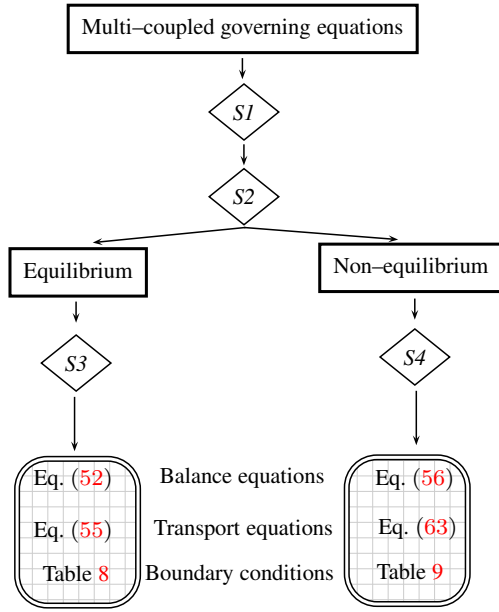 Multi–coupled governing equations
S1
S2
Equilibrium
Non–equilibrium
S3
S4
Eq. (52) Balance equations Eq. (56)
Eq. (55) Transport equations Eq. (63)
Table 8 Boundary conditions Table 9